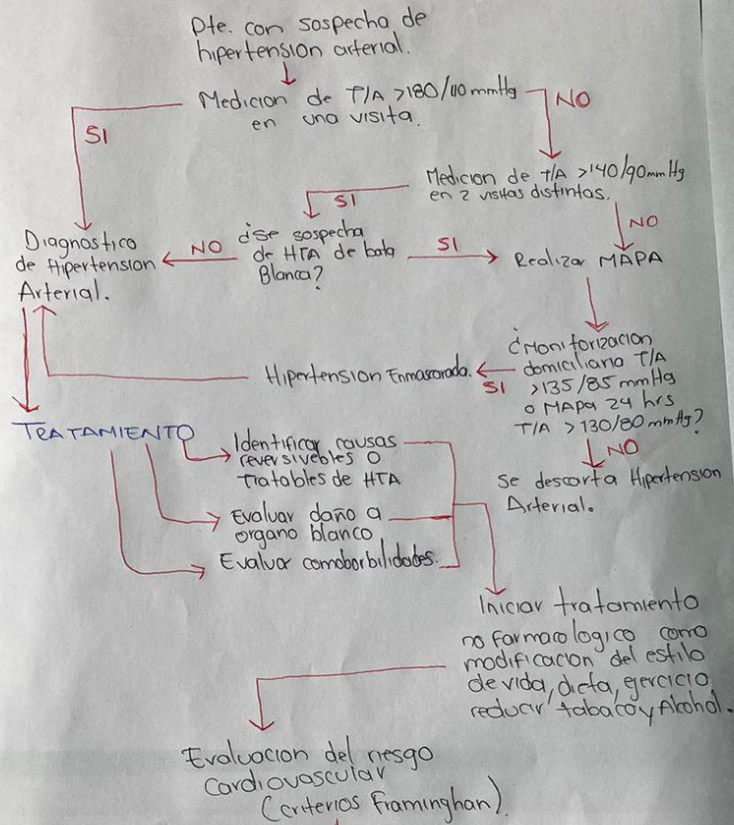 Pte. con sospecha de
hipertension arterial.
Medicion de T/A >180/110 mmHg
en una visita.
NO
SI
Medicion de T/A >140/90mmHg
en 2 visitas distintas.
SI
NO
Diagnostico
de Hipertension
Arterial.
NO
¿Se sospecha
de HTA de bata
Blanca?
SI
Realizar MAPA
¿Monitorizacion
domiciliaria T/A
>135/85 mmHg
o MAPA 24 hrs
T/A >130/80 mmHg?
SI
Hipertension Enmascarada.
NO
Se descarta Hipertension
Arterial.
TRATAMIENTO
Identificar causas
reversivebles o
tratables de HTA
Evaluar daño a
organo blanco
Evaluar comoborbilidades.
Iniciar tratamiento
no farmacologico como
modificacion del estilo
de vida, dieta, ejercicio,
reducir tabaco y Alcohol.
Evaluacion del riesgo
Cardiovascular
(criterios Framinghan).